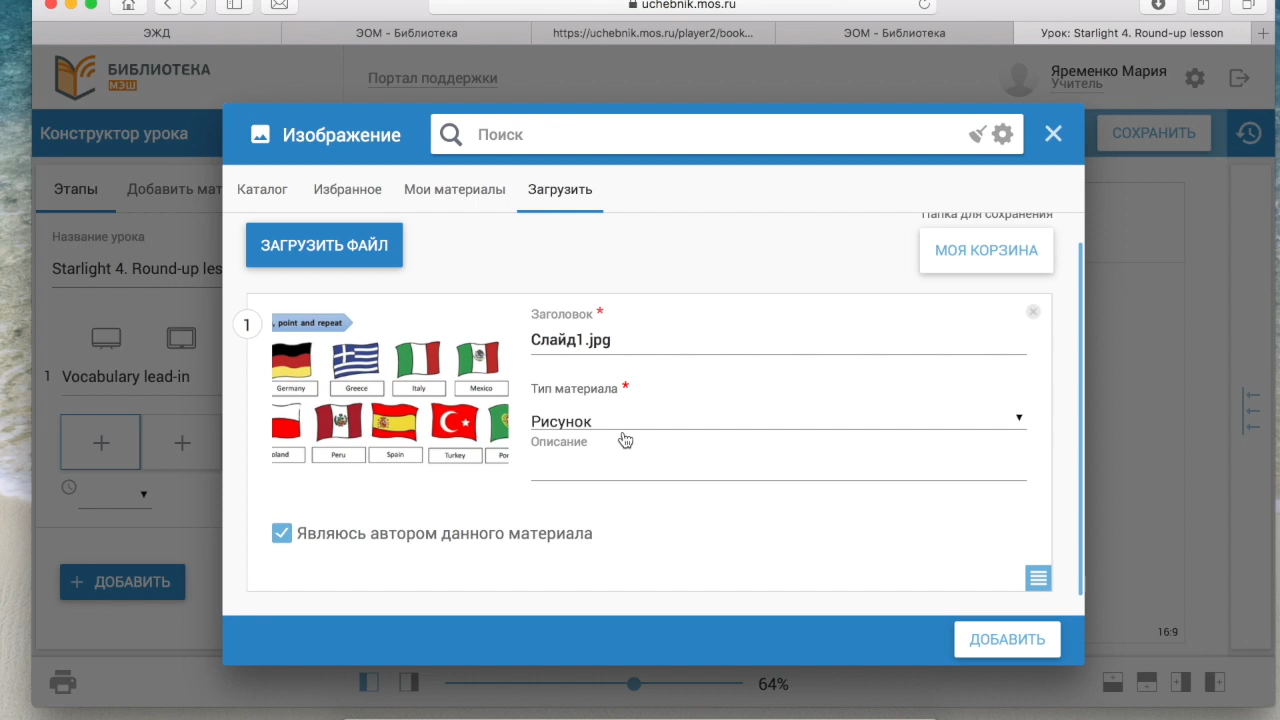 uchebnik.mos.ru
ЭЖД
ЭОМ - Библиотека
https://uchebnik.mos.ru/player2/book...
ЭОМ - Библиотека
Урок: Starlight 4. Round-up lesson
БИБЛИОТЕКА
МЭШ
Портал поддержки
Яременко Мария
Учитель
Конструктор урока
Изображение
Поиск
СОХРАНИТЬ
Этапы
Добавить мат
Каталог
Избранное
Мои материалы
Загрузить
Папка для сохранения
Название урока
ЗАГРУЗИТЬ ФАЙЛ
МОЯ КОРЗИНА
Starlight 4. Round-up les
1
, point and repeat
Заголовок *
Слайд1.jpg
Germany
Greece
Italy
Mexico
Тип материала *
1 Vocabulary lead-in
Рисунок
Описание
oland
Peru
Spain
Turkey
Por
Являюсь автором данного материала
+ ДОБАВИТЬ
16:9
ДОБАВИТЬ
64%